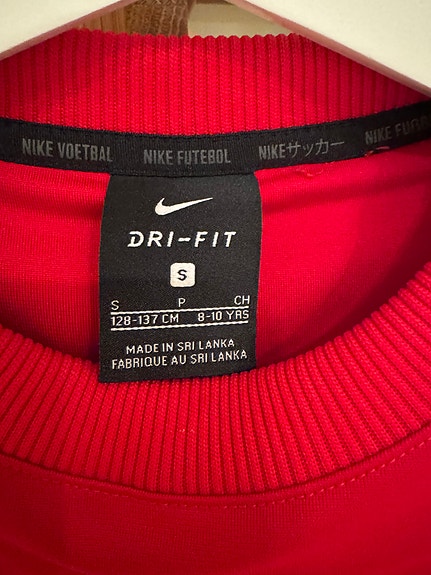 NIKE VOETBAL NIKE FUTEBOL NIKEサッカー NIKE
DRI-FIT
S
S P CH
128-137 CM 8-10 YRS
MADE IN SRI LANKA
FABRIQUE AU SRI LANKA